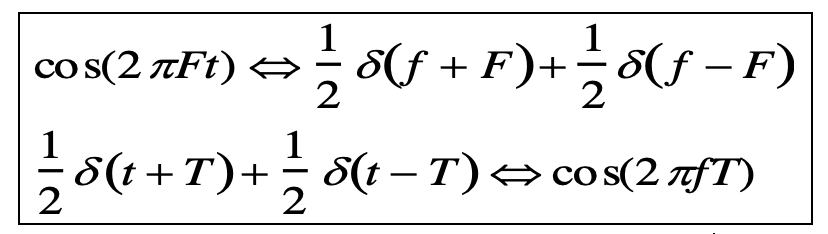 cos(2πFt) ⇔ 1/2 δ(f + F) + 1/2 δ(f − F)
1/2 δ(t + T) + 1/2 δ(t − T) ⇔ cos(2πfT)